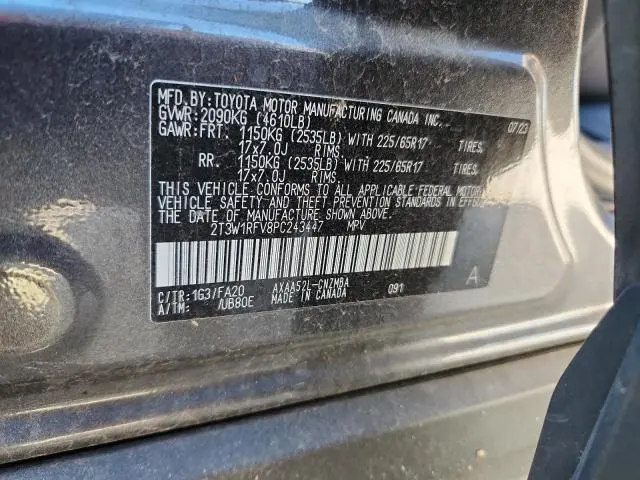 MFD.BY:TOYOTA MOTOR MANUFACTURING CANADA INC. 07/23
GVWR:2090KG (4610LB)
GAWR:FRT. 1150KG (2535LB) WITH 225/65R17 TIRES,
17x7.0J RIMS
RR. 1150KG (2535LB) WITH 225/65R17 TIRES,
17x7.0J RIMS
THIS VEHICLE CONFORMS TO ALL APPLICABLE FEDERAL MOTOR
VEHICLE SAFETY AND THEFT PREVENTION STANDARDS IN EFFECT
ON THE DATE OF MANUFACTURE SHOWN ABOVE.
2T3W1RFV8PC243447 MPV
C/TR:1G3/FA20 AXAA52L-CNZMBA 091 A
A/TM: /UB80E MADE IN CANADA